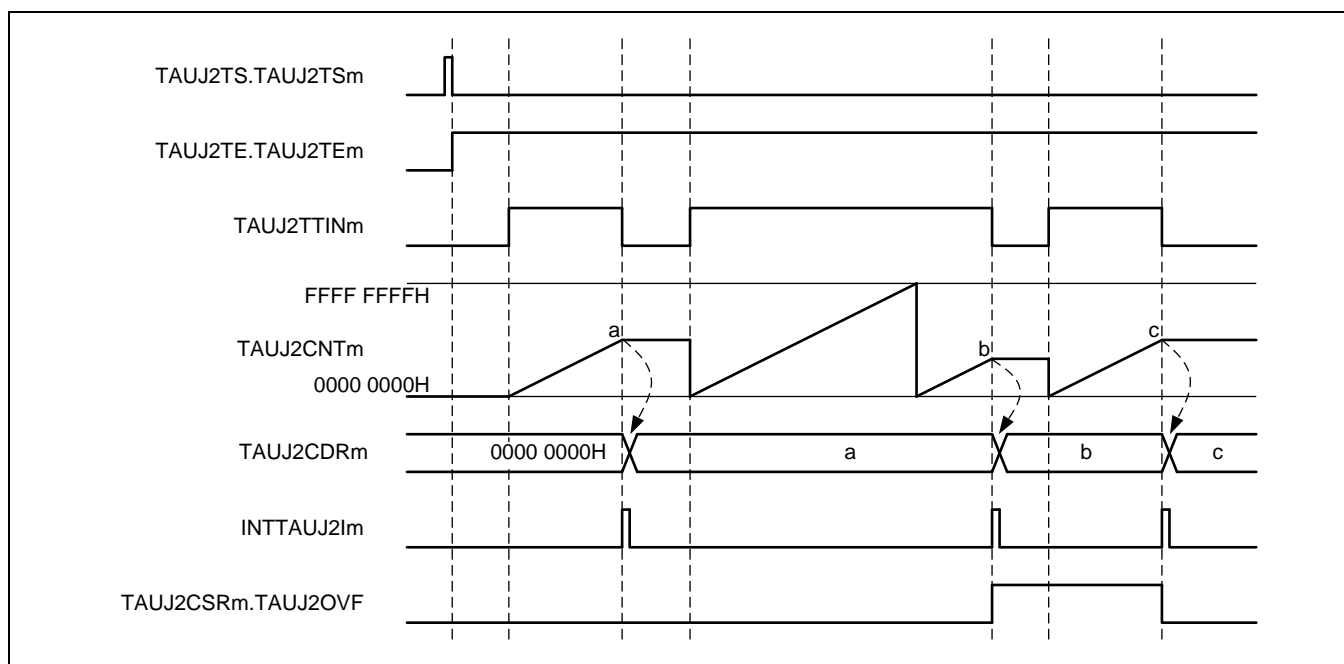 TAUJ2TS.TAUJ2TSm
TAUJ2TE.TAUJ2TEm
TAUJ2TTINm
FFFF FFFFH
TAUJ2CNTm
0000 0000H
a
b
c
TAUJ2CDRm
0000 0000H
a
b
c
INTTAUJ2Im
TAUJ2CSRm.TAUJ2OVF